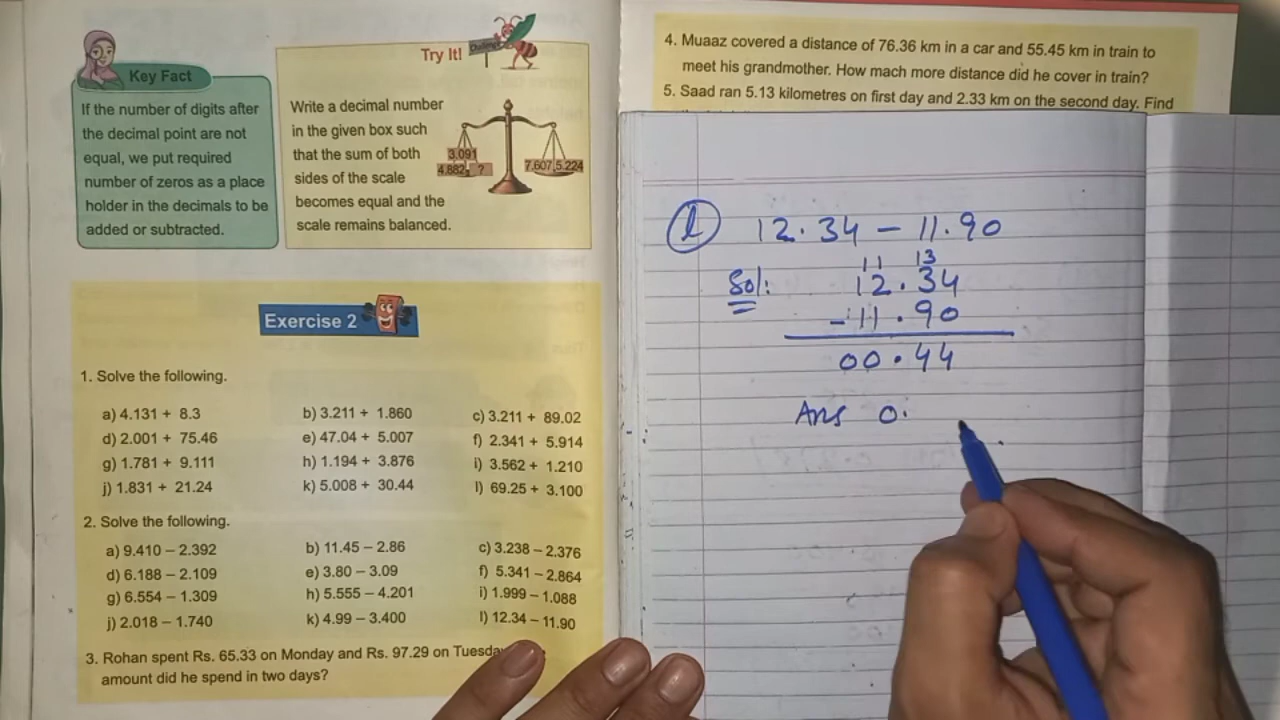 Key Fact
If the number of digits after
the decimal point are not
equal, we put required
number of zeros as a place
holder in the decimals to be
added or subtracted.
Try It!
Write a decimal number
in the given box such
that the sum of both
sides of the scale
becomes equal and the
scale remains balanced.
3.091
4.882, ?
7.607,5.224
Exercise 2
1. Solve the following.
a) 4.131 + 8.3
b) 3.211 + 1.860
c) 3.211 + 89.02
d) 2.001 + 75.46
e) 47.04 + 5.007
f) 2.341 + 5.914
g) 1.781 + 9.111
h) 1.194 + 3.876
i) 3.562 + 1.210
j) 1.831 + 21.24
k) 5.008 + 30.44
l) 69.25 + 3.100
2. Solve the following.
a) 9.410 – 2.392
b) 11.45 – 2.86
c) 3.238 – 2.376
d) 6.188 – 2.109
e) 3.80 – 3.09
f) 5.341 – 2.864
g) 6.554 – 1.309
h) 5.555 – 4.201
i) 1.999 – 1.088
j) 2.018 – 1.740
k) 4.99 – 3.400
l) 12.34 – 11.90
3. Rohan spent Rs. 65.33 on Monday and Rs. 97.29 on
amount did he spend in two days?
4. Muaaz covered a distance of 76.36 km in a car and 55.45 km in train to
meet his grandmother. How mach more distance did he cover in train?
5. Saad ran 5.13 kilometres on first day and 2.33 km on the second day. Find
l 12.34 – 11.90
11 13
Sol: 12.34
- 11.90
00.44
Ans 0.